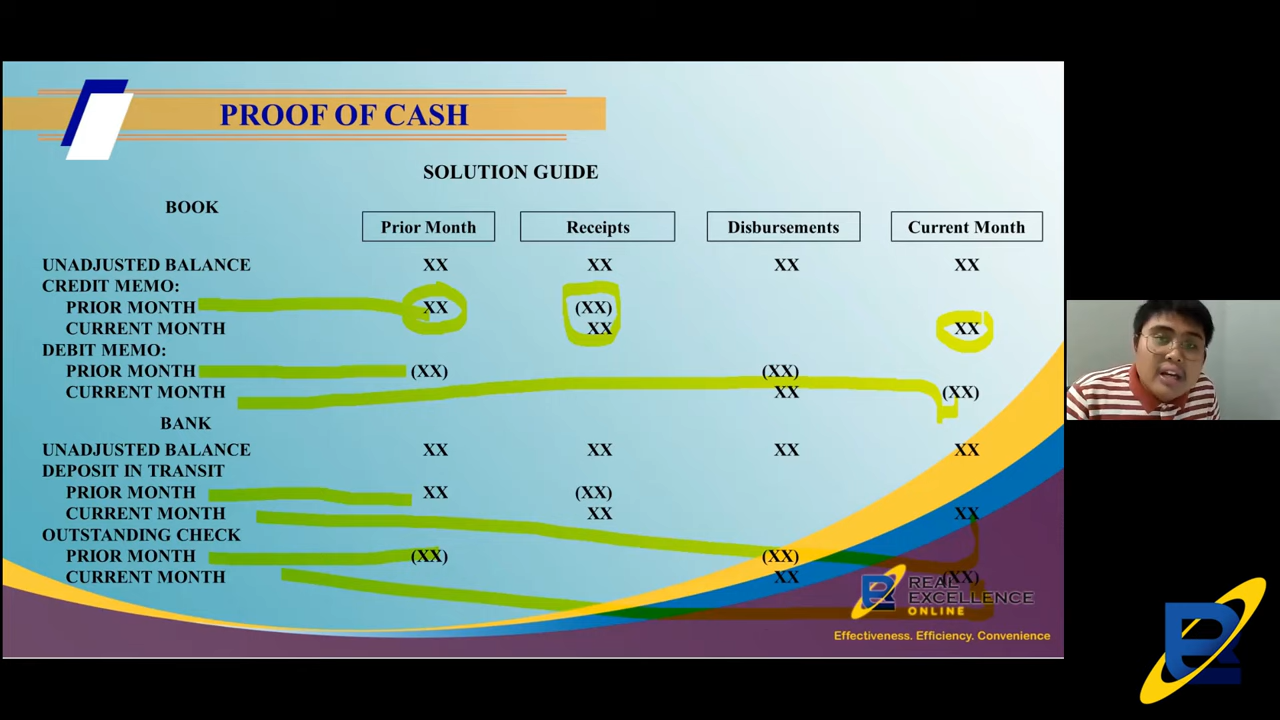 PROOF OF CASH
SOLUTION GUIDE
BOOK
Prior Month Receipts Disbursements Current Month
UNADJUSTED BALANCE XX XX XX XX
CREDIT MEMO:
PRIOR MONTH XX (XX)
CURRENT MONTH XX XX
DEBIT MEMO:
PRIOR MONTH (XX) (XX)
CURRENT MONTH XX (XX)
BANK
UNADJUSTED BALANCE XX XX XX XX
DEPOSIT IN TRANSIT
PRIOR MONTH XX (XX)
CURRENT MONTH XX XX
OUTSTANDING CHECK
PRIOR MONTH (XX) (XX)
CURRENT MONTH XX (XX)
REAL
EXCELLENCE
ONLINE
Effectiveness. Efficiency. Convenience